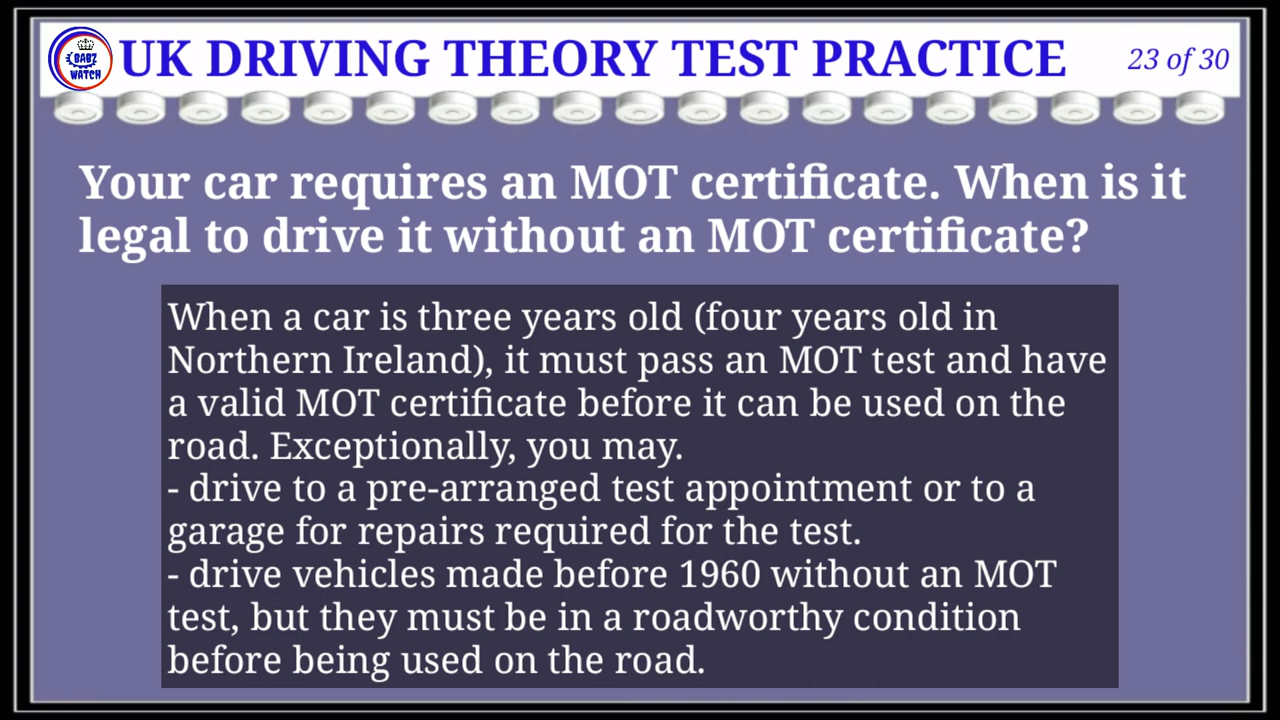 BABZ
WATCH
UK DRIVING THEORY TEST PRACTICE
23 of 30
Your car requires an MOT certificate. When is it
legal to drive it without an MOT certificate?
When a car is three years old (four years old in
Northern Ireland), it must pass an MOT test and have
a valid MOT certificate before it can be used on the
road. Exceptionally, you may.
- drive to a pre-arranged test appointment or to a
garage for repairs required for the test.
- drive vehicles made before 1960 without an MOT
test, but they must be in a roadworthy condition
before being used on the road.